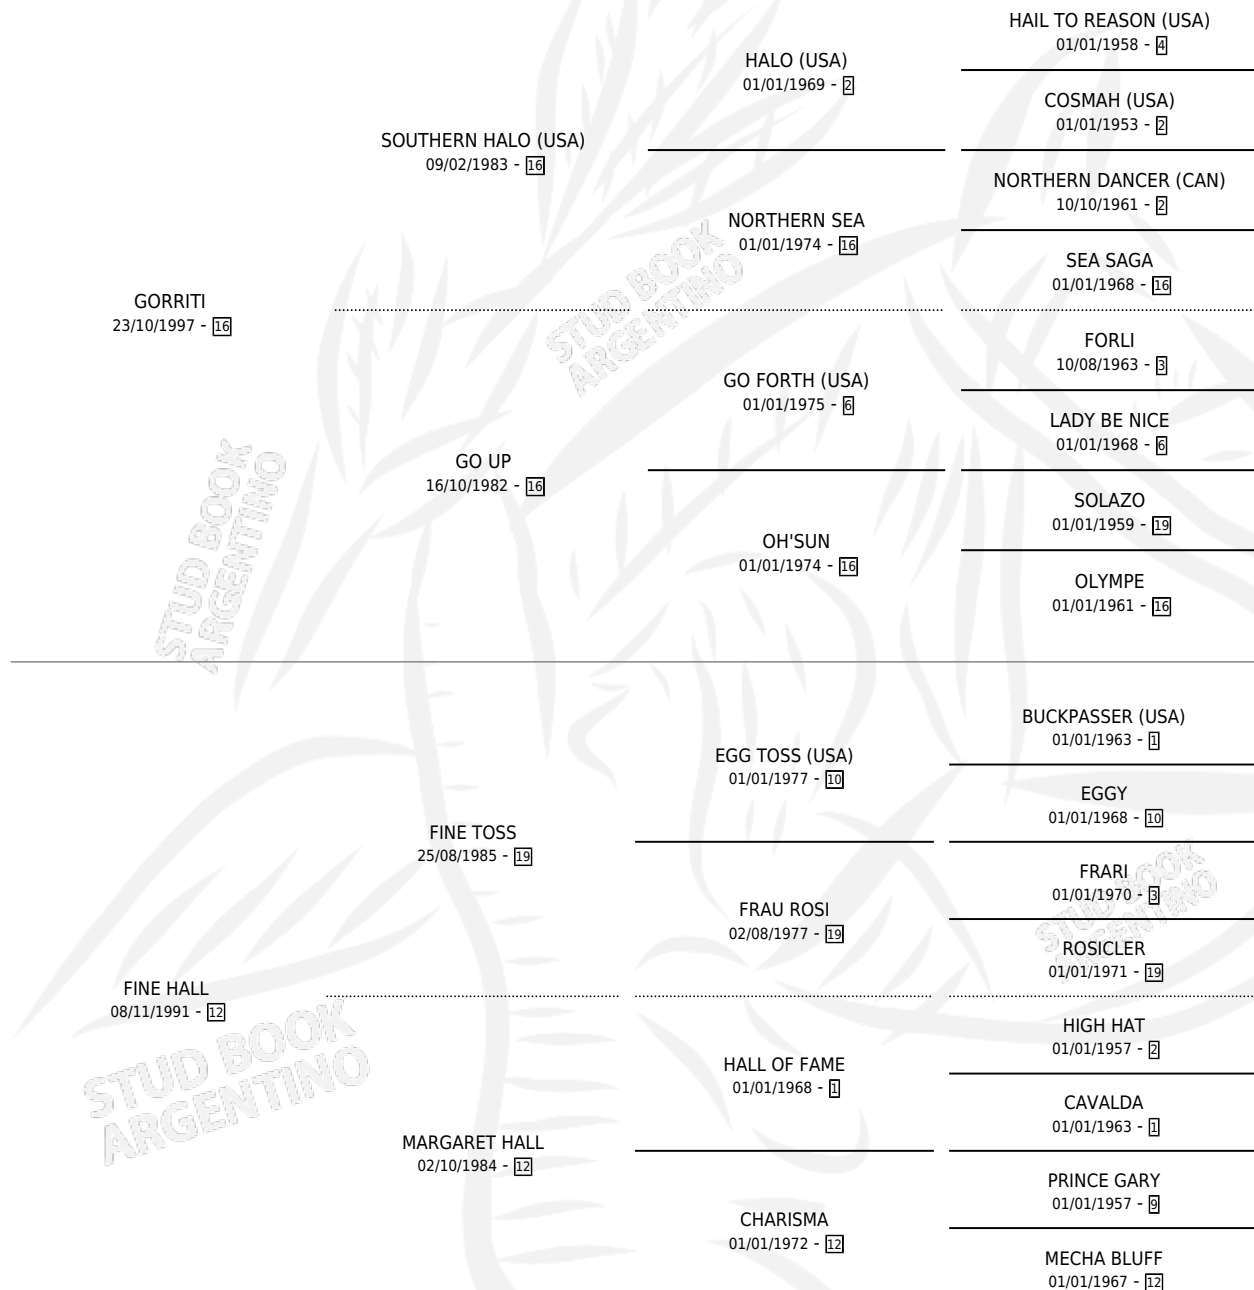 HAIL TO REASON (USA)
01/01/1958 - 4
HALO (USA)
01/01/1969 - 2
COSMAH (USA)
01/01/1953 - 2
SOUTHERN HALO (USA)
09/02/1983 - 16
NORTHERN DANCER (CAN)
10/10/1961 - 2
NORTHERN SEA
01/01/1974 - 16
SEA SAGA
01/01/1968 - 16
GORRITI
23/10/1997 - 16
FORLI
10/08/1963 - 3
GO FORTH (USA)
01/01/1975 - 6
LADY BE NICE
01/01/1968 - 6
GO UP
16/10/1982 - 16
SOLAZO
01/01/1959 - 19
OH'SUN
01/01/1974 - 16
OLYMPE
01/01/1961 - 16
BUCKPASSER (USA)
01/01/1963 - 1
EGG TOSS (USA)
01/01/1977 - 10
EGGY
01/01/1968 - 10
FINE TOSS
25/08/1985 - 19
FRARI
01/01/1970 - 3
FRAU ROSI
02/08/1977 - 19
ROSICLER
01/01/1971 - 19
FINE HALL
08/11/1991 - 12
HIGH HAT
01/01/1957 - 2
HALL OF FAME
01/01/1968 - 1
CAVALDA
01/01/1963 - 1
MARGARET HALL
02/10/1984 - 12
PRINCE GARY
01/01/1957 - 9
CHARISMA
01/01/1972 - 12
MECHA BLUFF
01/01/1967 - 12
STUD BOOK
ARGENTINO
STUD BOOK
ARGENTINO
STUD BOOK
ARGENTINO
STUD BOOK
ARGENTINO